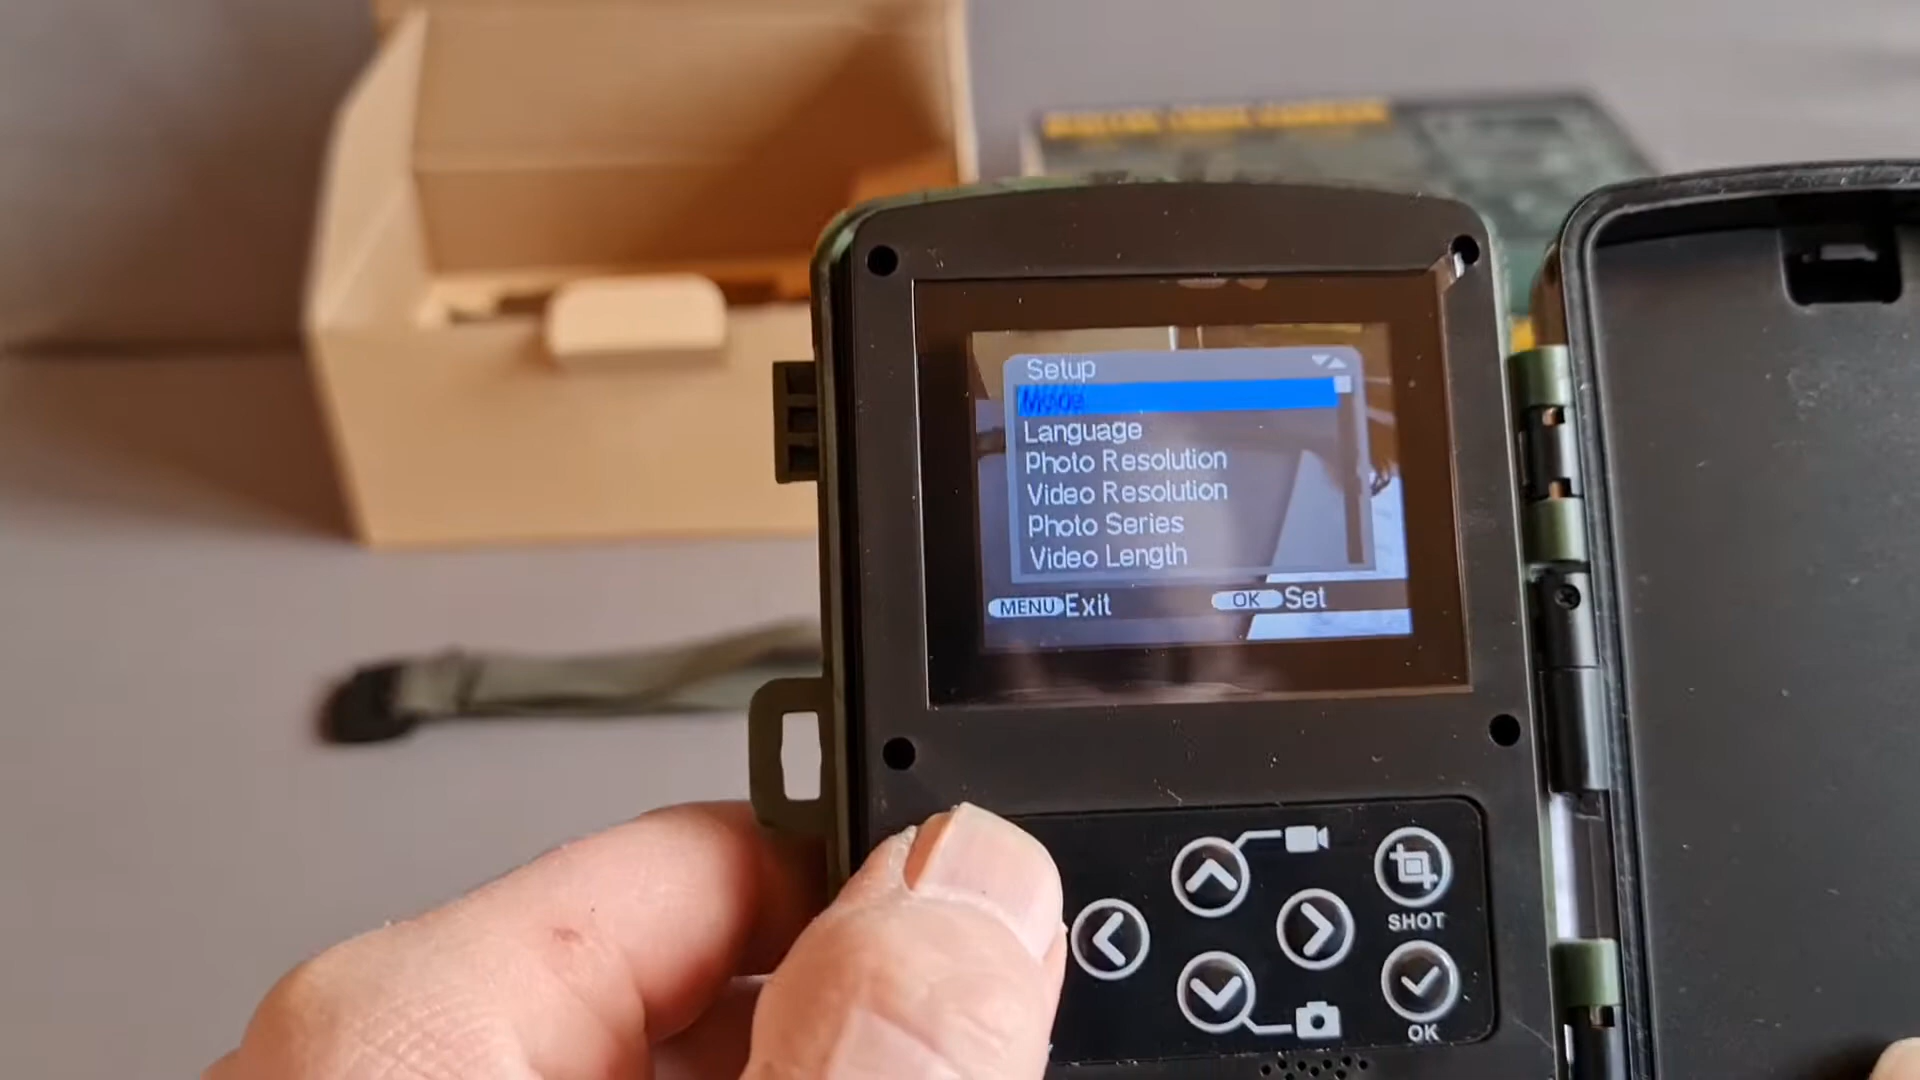 Setup
Mode
Language
Photo Resolution
Video Resolution
Photo Series
Video Length
MENU Exit
OK Set
SHOT
OK